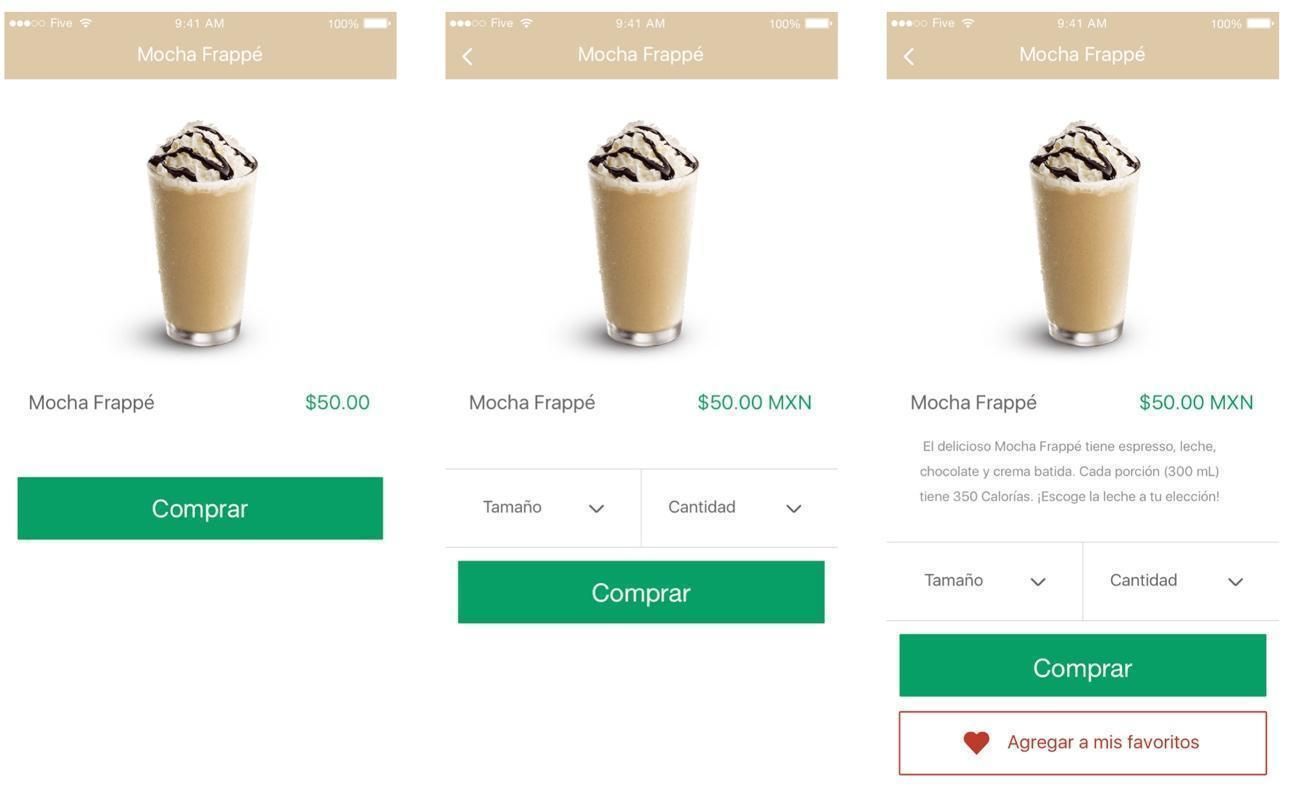 Five 9:41 AM 100%
Mocha Frappé
Mocha Frappé $50.00
Comprar
Five 9:41 AM 100%
Mocha Frappé
Mocha Frappé $50.00 MXN
Tamaño Cantidad
Comprar
Five 9:41 AM 100%
Mocha Frappé
Mocha Frappé $50.00 MXN
El delicioso Mocha Frappé tiene espresso, leche,
chocolate y crema batida. Cada porción (300 mL)
tiene 350 Calorías. ¡Escoge la leche a tu elección!
Tamaño Cantidad
Comprar
Agregar a mis favoritos